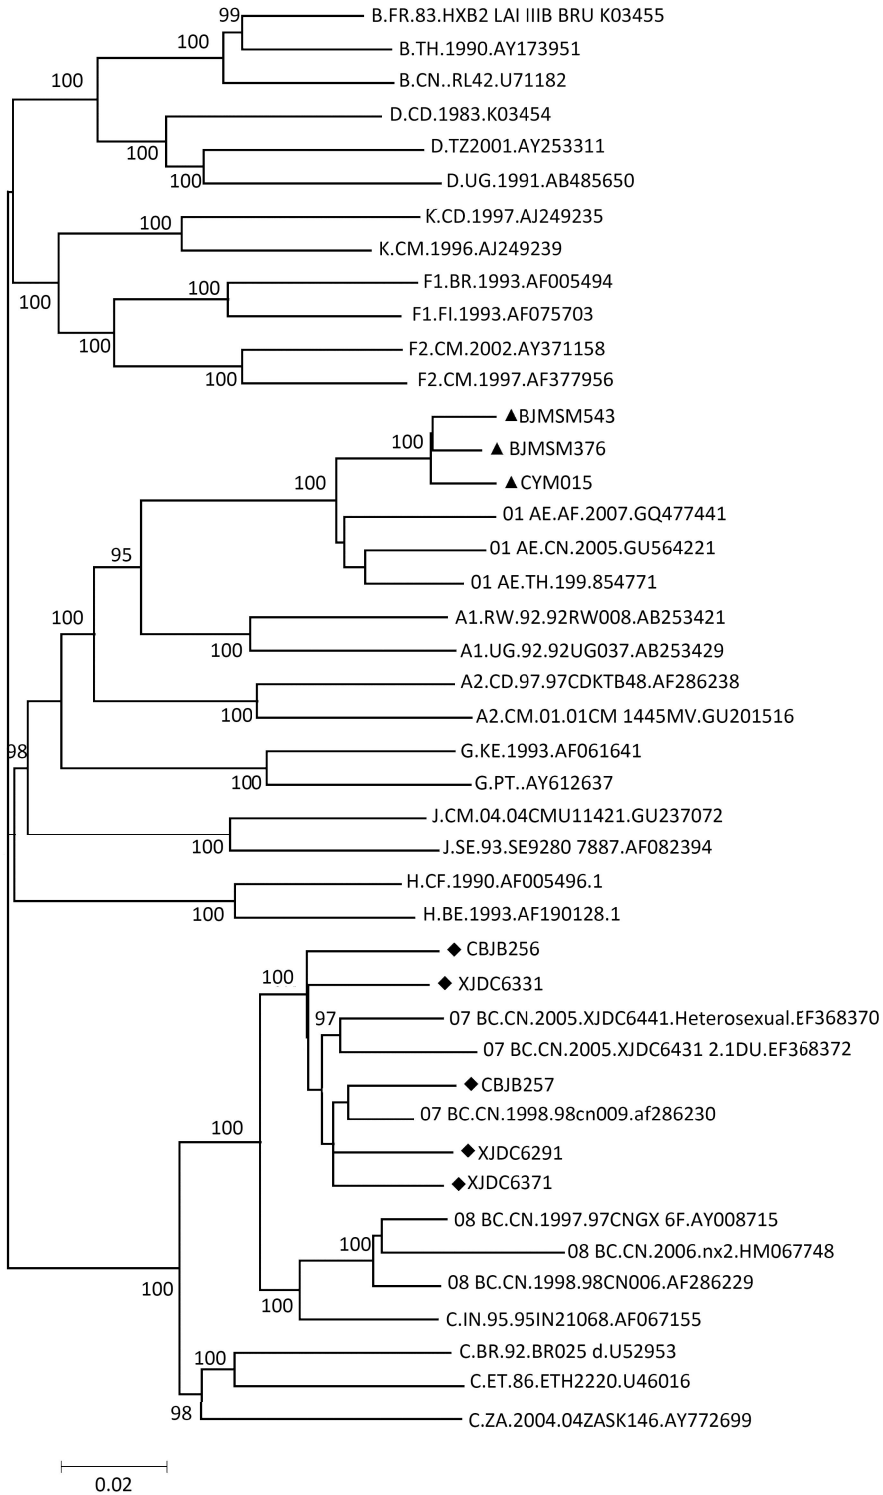 99
B.FR.83.HXB2 LAI IIIB BRU K03455
100
B.TH.1990.AY173951
100
B.CN..RL42.U71182
D.CD.1983.K03454
100
D.TZ2001.AY253311
100
D.UG.1991.AB485650
K.CD.1997.AJ249235
100
K.CM.1996.AJ249239
F1.BR.1993.AF005494
100
100
F1.FI.1993.AF075703
100
F2.CM.2002.AY371158
100
F2.CM.1997.AF377956
▲BJMSM543
100
▲ BJMSM376
100
▲CYM015
01 AE.AF.2007.GQ477441
95
01 AE.CN.2005.GU564221
01 AE.TH.199.854771
100
A1.RW.92.92RW008.AB253421
100
A1.UG.92.92UG037.AB253429
A2.CD.97.97CDKTB48.AF286238
100
A2.CM.01.01CM 1445MV.GU201516
98
G.KE.1993.AF061641
100
G.PT..AY612637
J.CM.04.04CMU11421.GU237072
100
J.SE.93.SE9280 7887.AF082394
H.CF.1990.AF005496.1
100
H.BE.1993.AF190128.1
◆ CBJB256
100
◆ XJDC6331
97
07 BC.CN.2005.XJDC6441.Heterosexual.EF368370
07 BC.CN.2005.XJDC6431 2.1DU.EF368372
◆ CBJB257
100
07 BC.CN.1998.98cn009.af286230
◆ XJDC6291
◆XJDC6371
08 BC.CN.1997.97CNGX 6F.AY008715
100
08 BC.CN.2006.nx2.HM067748
100
08 BC.CN.1998.98CN006.AF286229
100
C.IN.95.95IN21068.AF067155
100
C.BR.92.BR025 d.U52953
C.ET.86.ETH2220.U46016
98
C.ZA.2004.04ZASK146.AY772699
0.02